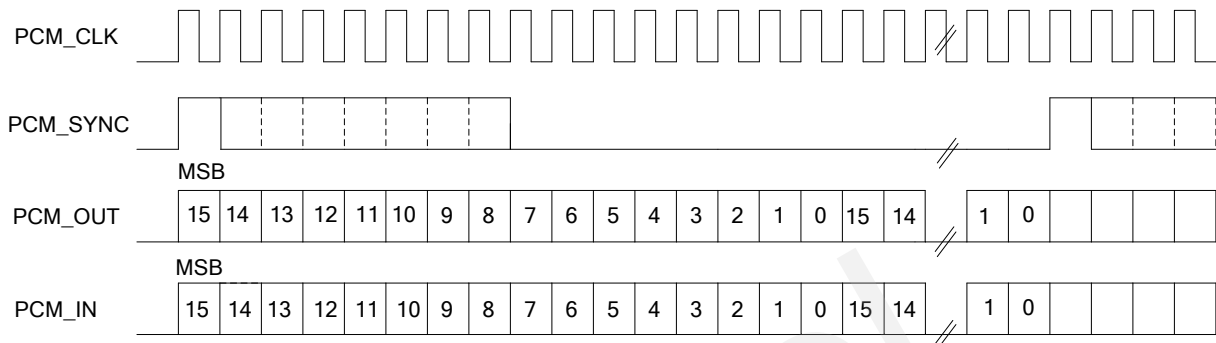 PCM_CLK
PCM_SYNC
MSB
PCM_OUT 15 14 13 12 11 10 9 8 7 6 5 4 3 2 1 0 15 14 1 0
MSB
PCM_IN 15 14 13 12 11 10 9 8 7 6 5 4 3 2 1 0 15 14 1 0